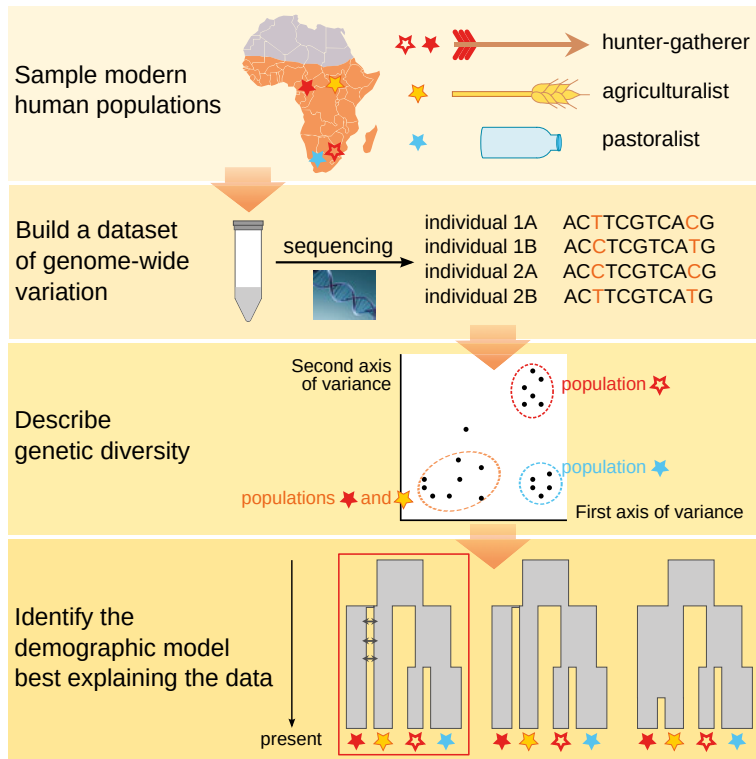 Sample modern
human populations
hunter-gatherer
agriculturalist
pastoralist
Build a dataset
of genome-wide
variation
sequencing
individual 1A ACTTCGTCACG
individual 1B ACCTCGTCATG
individual 2A ACCTCGTCACG
individual 2B ACTTCGTCATG
Describe
genetic diversity
Second axis
of variance
population
population
populations and
First axis of variance
Identify the
demographic model
best explaining the data
present